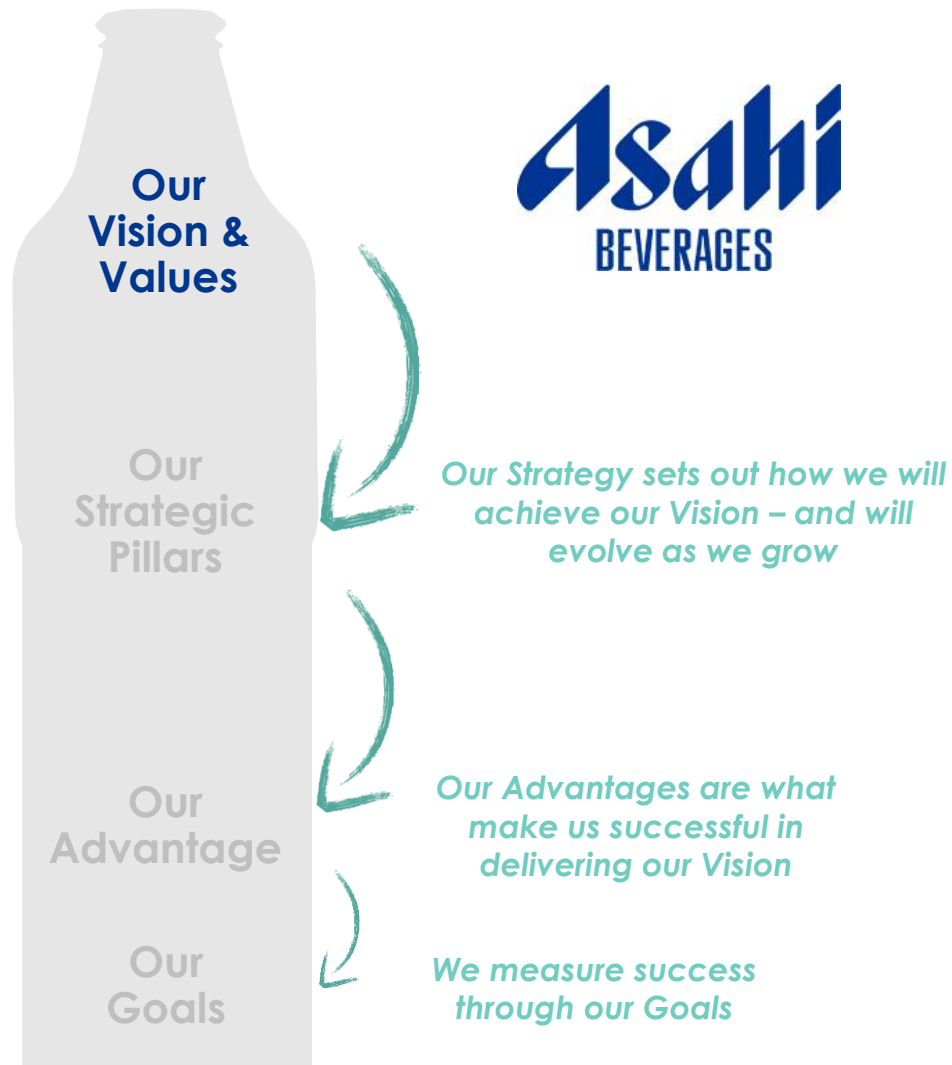 Asahi
BEVERAGES
Our
Vision &
Values
Our
Strategic
Pillars
Our Strategy sets out how we will
achieve our Vision – and will
evolve as we grow
Our
Advantage
Our Advantages are what
make us successful in
delivering our Vision
Our
Goals
We measure success
through our Goals